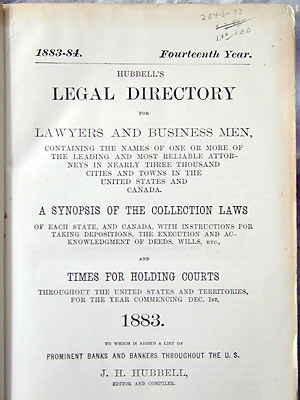 1883-84. Fourteenth Year.
HUBBELL'S
LEGAL DIRECTORY
FOR
LAWYERS AND BUSINESS MEN,
CONTAINING THE NAMES OF ONE OR MORE OF
THE LEADING AND MOST RELIABLE ATTOR-
NEYS IN NEARLY THREE THOUSAND
CITIES AND TOWNS IN THE
UNITED STATES AND
CANADA.
A SYNOPSIS OF THE COLLECTION LAWS
OF EACH STATE, AND CANADA, WITH INSTRUCTIONS FOR
TAKING DEPOSITIONS, THE EXECUTION AND AC-
KNOWLEDGMENT OF DEEDS, WILLS, ETC.,
AND
TIMES FOR HOLDING COURTS
THROUGHOUT THE UNITED STATES AND TERRITORIES,
FOR THE YEAR COMMENCING DEC. 1ST,
1883.
TO WHICH IS ADDED A LIST OF
PROMINENT BANKS AND BANKERS THROUGHOUT THE U. S.
J. H. HUBBELL,
EDITOR AND COMPILER.